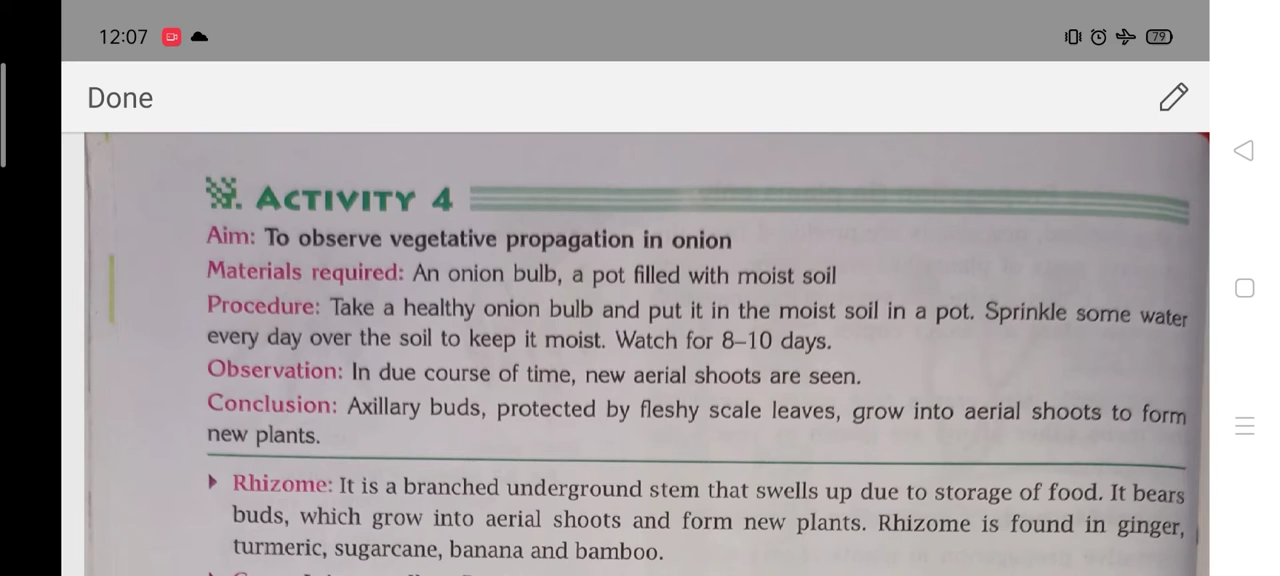 12:07 79
Done
ACTIVITY 4
Aim: To observe vegetative propagation in onion
Materials required: An onion bulb, a pot filled with moist soil
Procedure: Take a healthy onion bulb and put it in the moist soil in a pot. Sprinkle some water
every day over the soil to keep it moist. Watch for 8–10 days.
Observation: In due course of time, new aerial shoots are seen.
Conclusion: Axillary buds, protected by fleshy scale leaves, grow into aerial shoots to form
new plants.
Rhizome: It is a branched underground stem that swells up due to storage of food. It bears
buds, which grow into aerial shoots and form new plants. Rhizome is found in ginger,
turmeric, sugarcane, banana and bamboo.